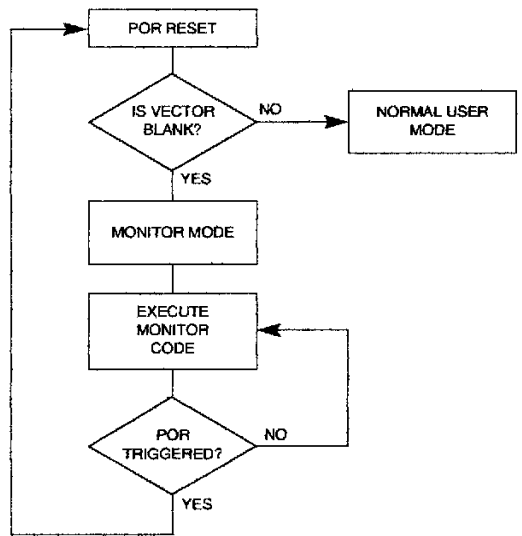 POR RESET
IS VECTOR
BLANK?
NO
NORMAL USER
MODE
YES
MONITOR MODE
EXECUTE
MONITOR
CODE
POR
TRIGGERED?
NO
YES